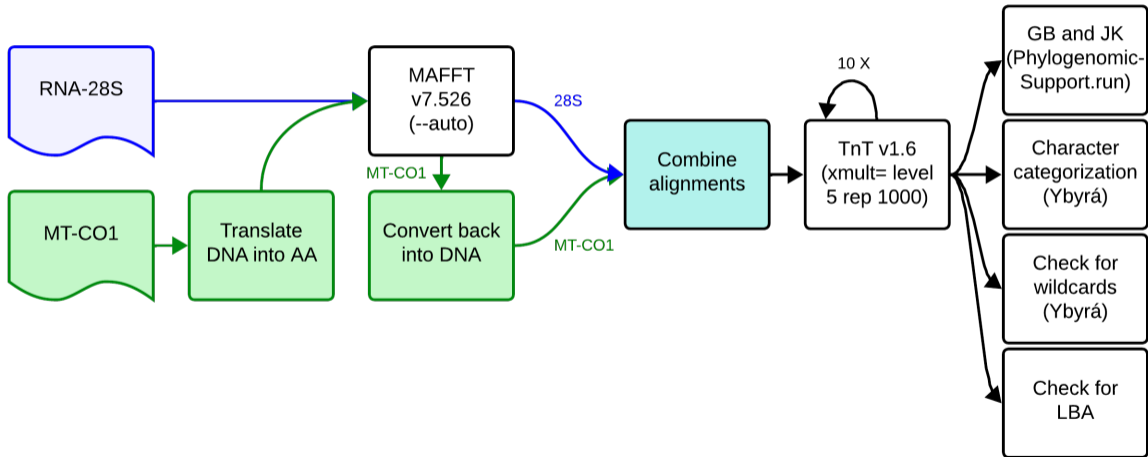 RNA-28S
MT-CO1
Translate
DNA into AA
MAFFT
v7.526
(--auto)
MT-CO1
Convert back
into DNA
28S
MT-CO1
Combine
alignments
10 X
TnT v1.6
(xmult= level
5 rep 1000)
GB and JK
(Phylogenomic-
Support.run)
Character
categorization
(Ybyrá)
Check for
wildcards
(Ybyrá)
Check for
LBA